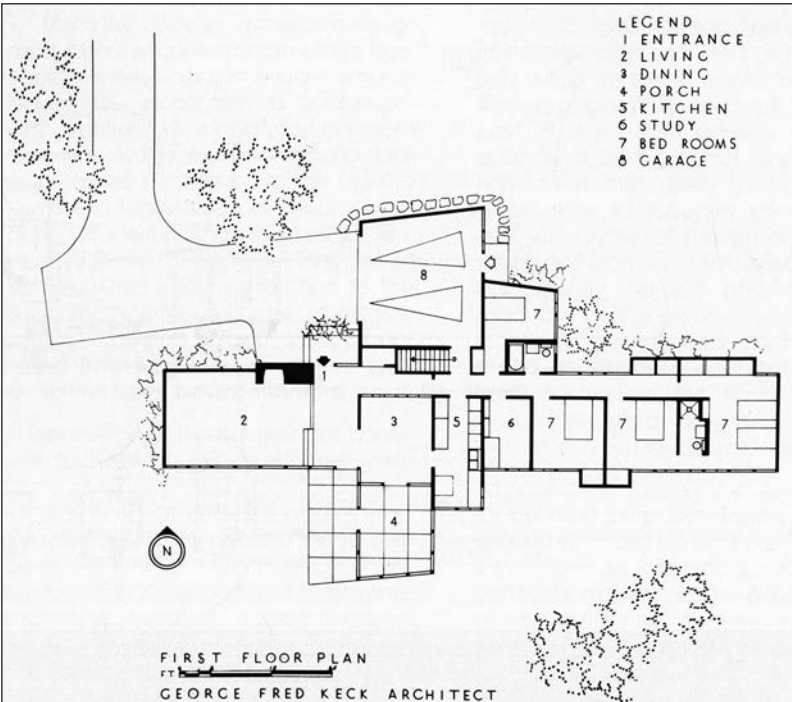 LEGEND
1 ENTRANCE
2 LIVING
3 DINING
4 PORCH
5 KITCHEN
6 STUDY
7 BED ROOMS
8 GARAGE
8
7
1
2
3
5
6
7
7
7
4
N
FIRST FLOOR PLAN
FT
GEORGE FRED KECK ARCHITECT